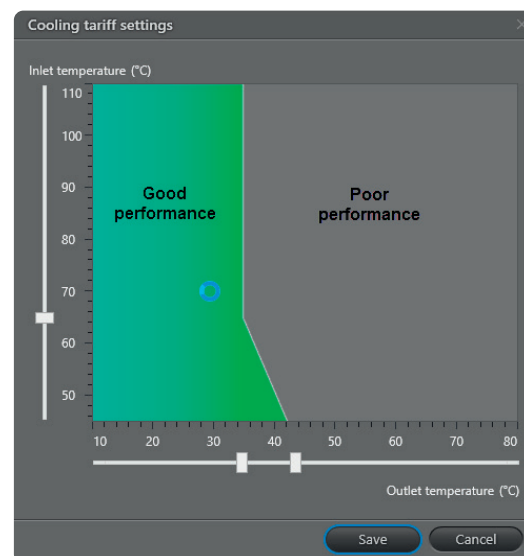 Cooling tariff settings
Inlet temperature (°C)
110
100
90
80
70
60
50
Good
performance
Poor
performance
10 20 30 40 50 60 70 80
Outlet temperature (°C)
Save Cancel